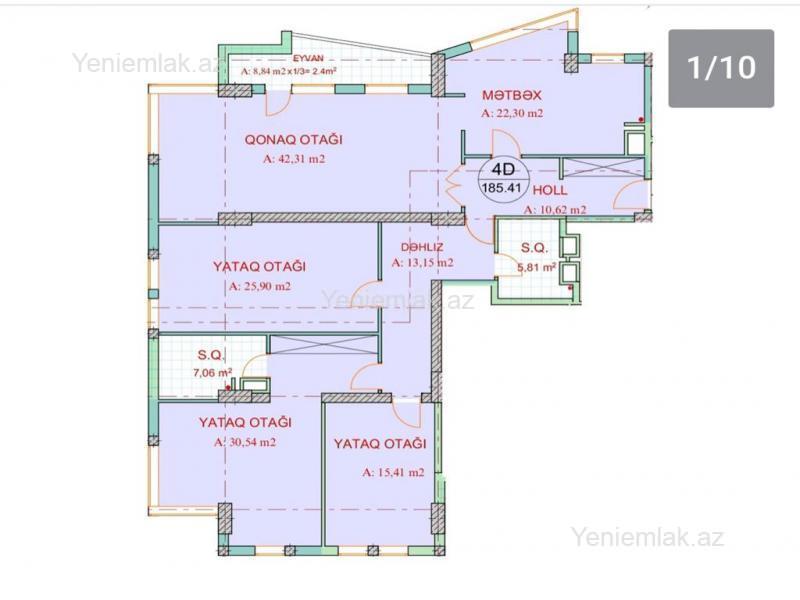 Yeniemlak.az
EYVAN
A: 8,84 m2 x1/3= 2.4m²
1/10
MƏTBƏX
A: 22,30 m2
QONAQ OTAĞI
A: 42,31 m2
4D
185.41
HOLL
A: 10,62 m2
DƏHLIZ
A: 13,15 m2
S.Q.
5,81 m²
YATAQ OTAĞI
A: 25,90 m2
Yeniemlak.az
S.Q.
7,06 m²
YATAQ OTAĞI
A: 30,54 m2
YATAQ OTAĞI
A: 15,41 m2
Yeniemlak.az